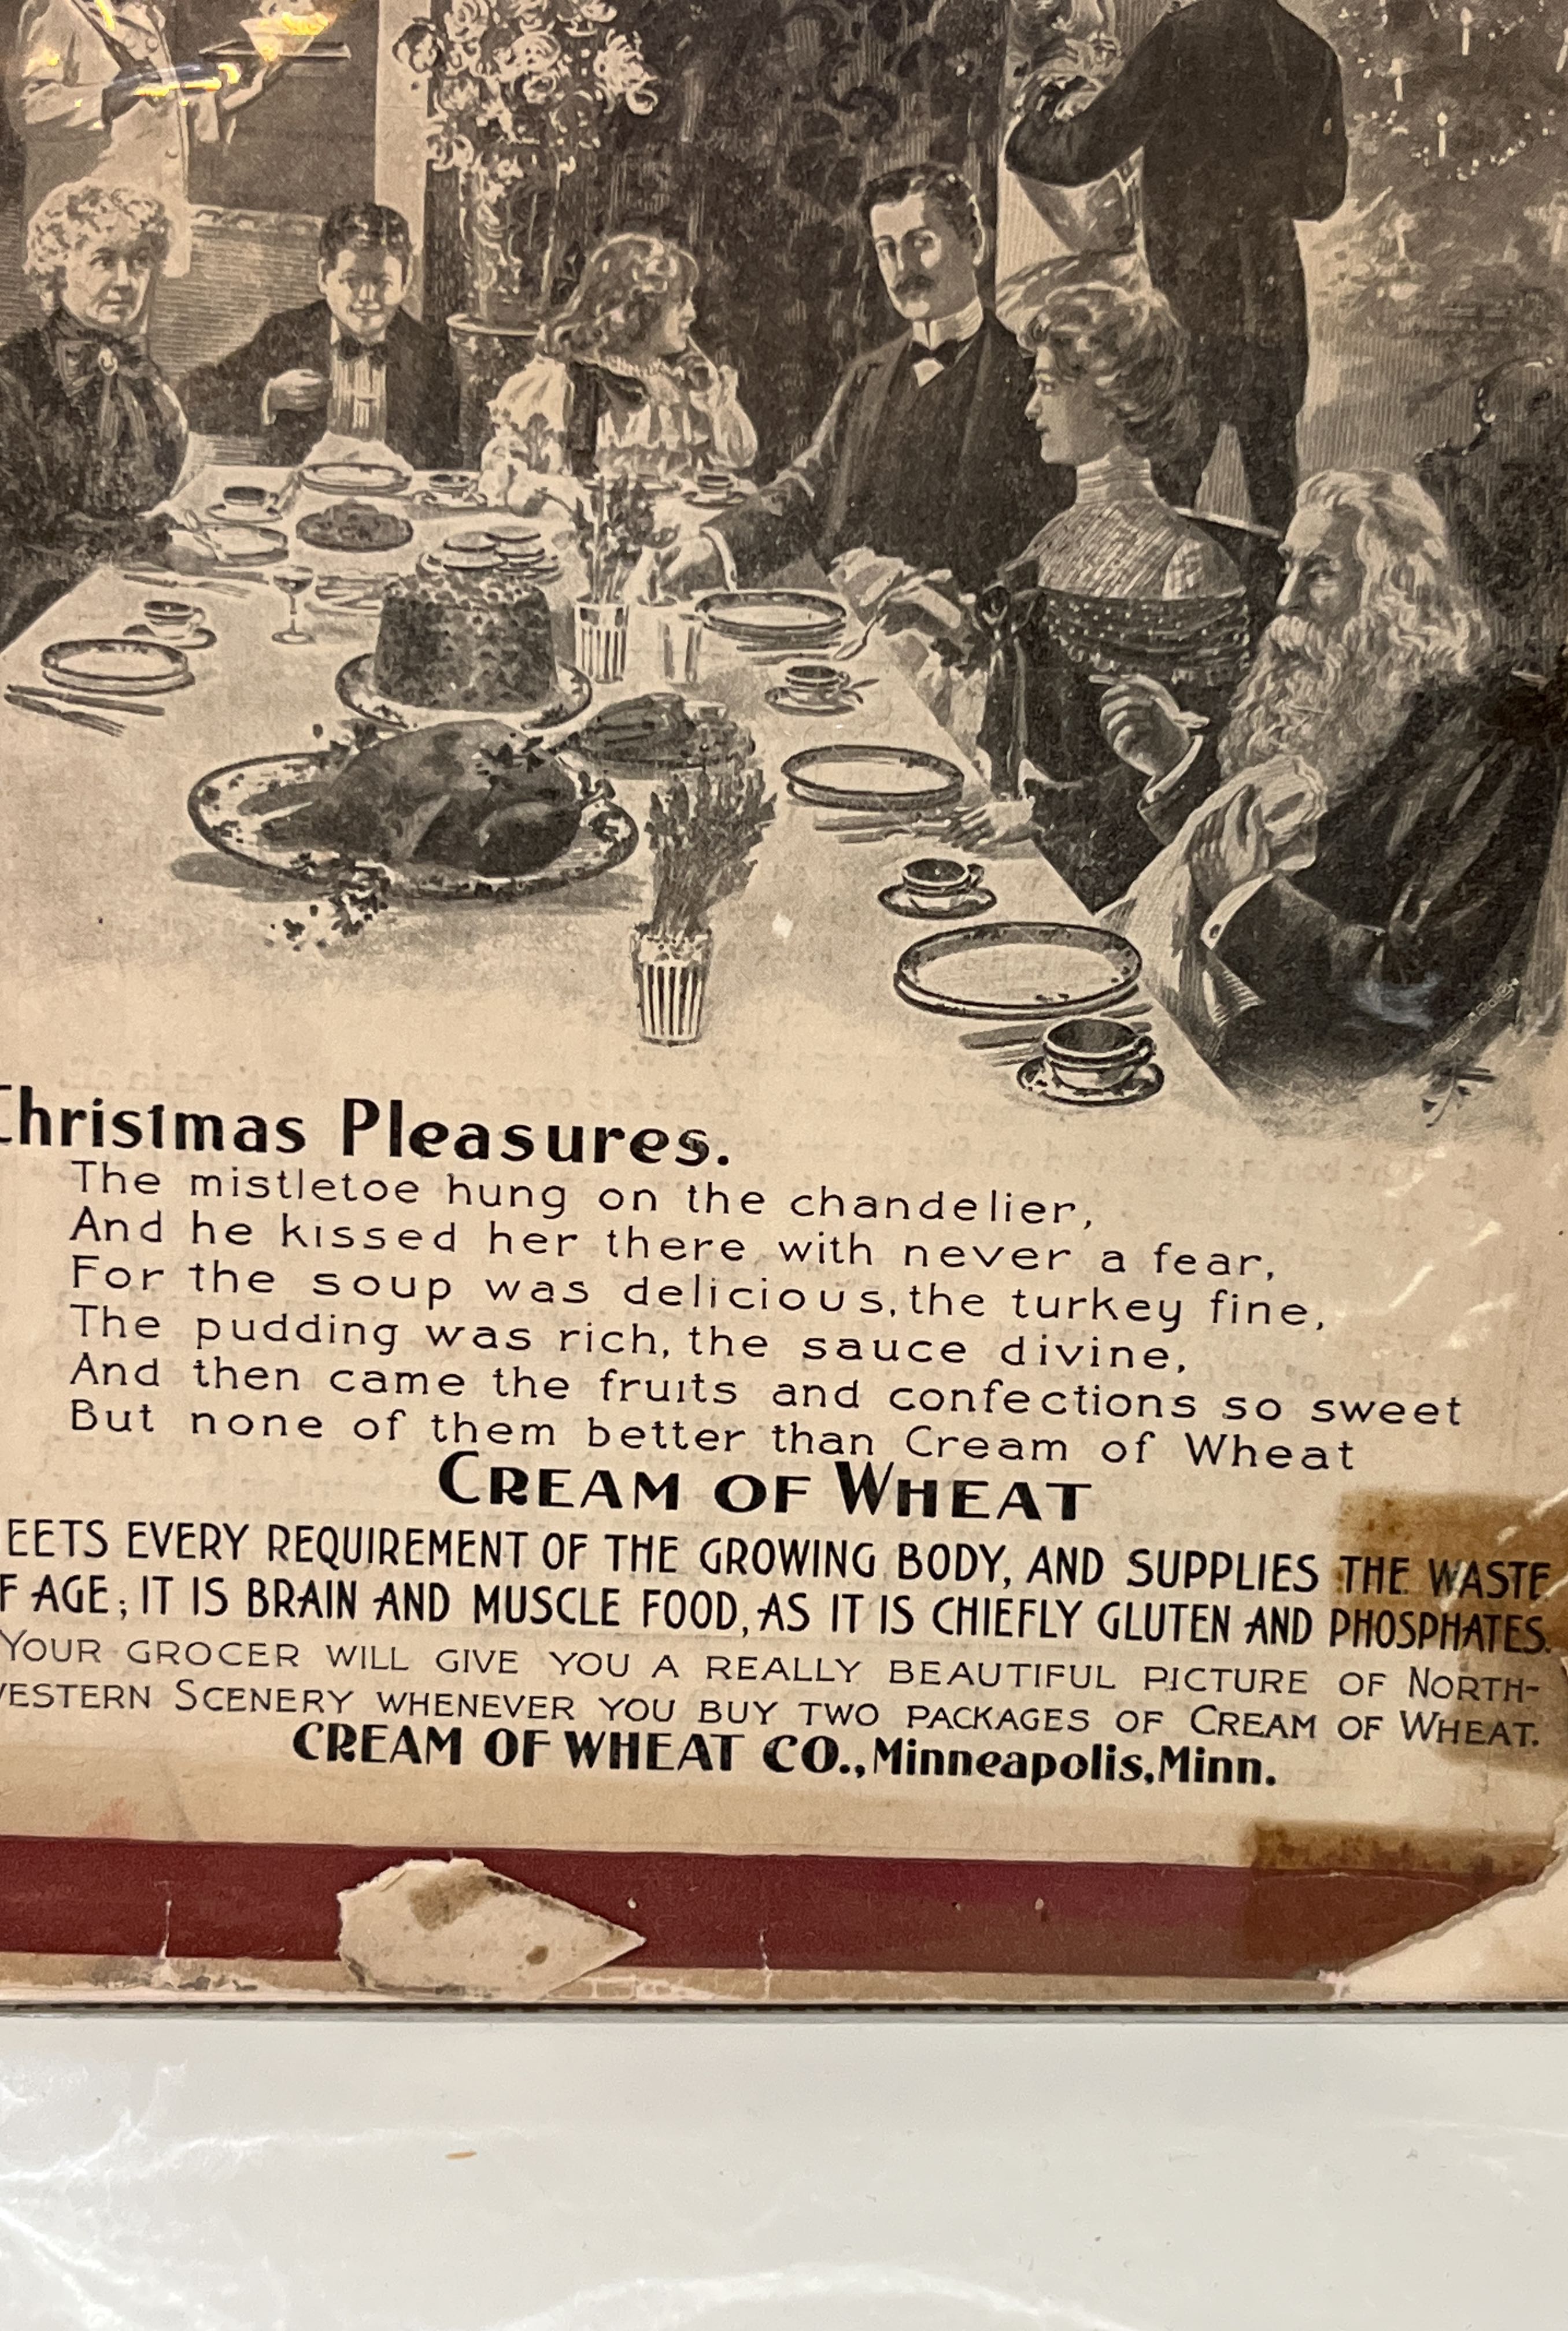 Christmas Pleasures.
The mistletoe hung on the chandelier,
And he kissed her there with never a fear,
For the soup was delicious, the turkey fine,
The pudding was rich, the sauce divine,
And then came the fruits and confections so sweet
But none of them better than Cream of Wheat
CREAM OF WHEAT
EETS EVERY REQUIREMENT OF THE GROWING BODY, AND SUPPLIES THE WASTE
F AGE; IT IS BRAIN AND MUSCLE FOOD, AS IT IS CHIEFLY GLUTEN AND PHOSPHATES.
YOUR GROCER WILL GIVE YOU A REALLY BEAUTIFUL PICTURE OF NORTH-
WESTERN SCENERY WHENEVER YOU BUY TWO PACKAGES OF CREAM OF WHEAT.
CREAM OF WHEAT CO., Minneapolis, Minn.